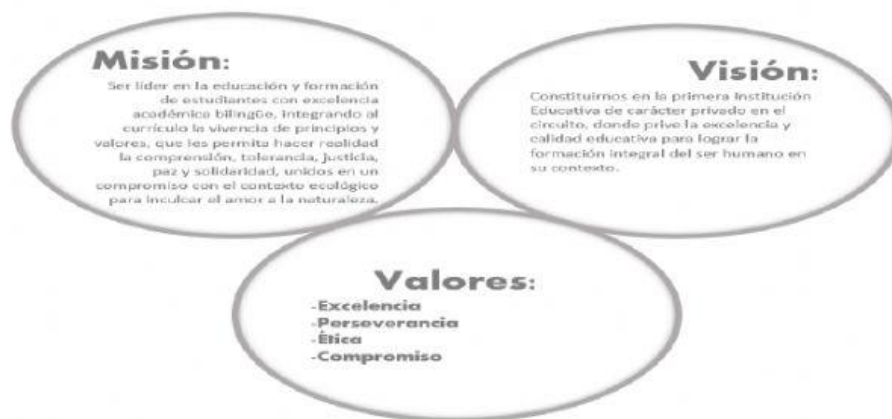 Misión:
Ser líder en la educación y formación
de estudiantes con excelencia
académica bilingüe, integrando al
currículo la vivencia de principios y
valores, que les permita hacer realidad
la comprensión, tolerancia, justicia,
paz y solidaridad, unidos en un
compromiso con el contexto ecológico
para inculcar el amor a la naturaleza.
Visión:
Constituirnos en la primera Institución
Educativa de carácter privado en el
circuito, donde prive la excelencia y
calidad educativa para lograr la
formación integral del ser humano en
su contexto.
Valores:
-Excelencia
-Perseverancia
-Ética
-Compromiso